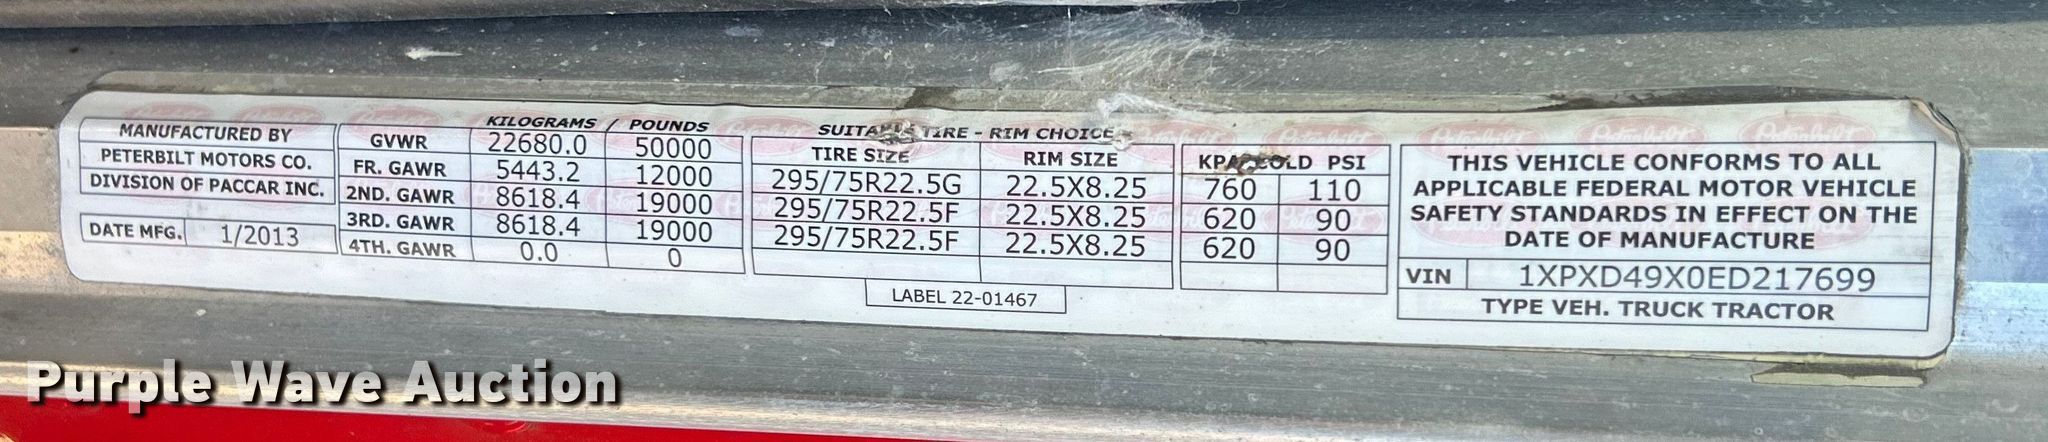 MANUFACTURED BY
PETERBILT MOTORS CO.
DIVISION OF PACCAR INC.
DATE MFG. 1/2013
KILOGRAMS / POUNDS
GVWR 22680.0 50000
FR. GAWR 5443.2 12000
2ND. GAWR 8618.4 19000
3RD. GAWR 8618.4 19000
4TH. GAWR 0.0 0
TIRE - RIM CHOICE
TIRE SIZE RIM SIZE PSI
295/75R22.5G 22.5X8.25 760 110
295/75R22.5F 22.5X8.25 620 90
295/75R22.5F 22.5X8.25 620 90
LABEL 22-01467
THIS VEHICLE CONFORMS TO ALL
APPLICABLE FEDERAL MOTOR VEHICLE
SAFETY STANDARDS IN EFFECT ON THE
DATE OF MANUFACTURE
VIN 1XPXD49X0ED217699
TYPE VEH. TRUCK TRACTOR
Purple Wave Auction